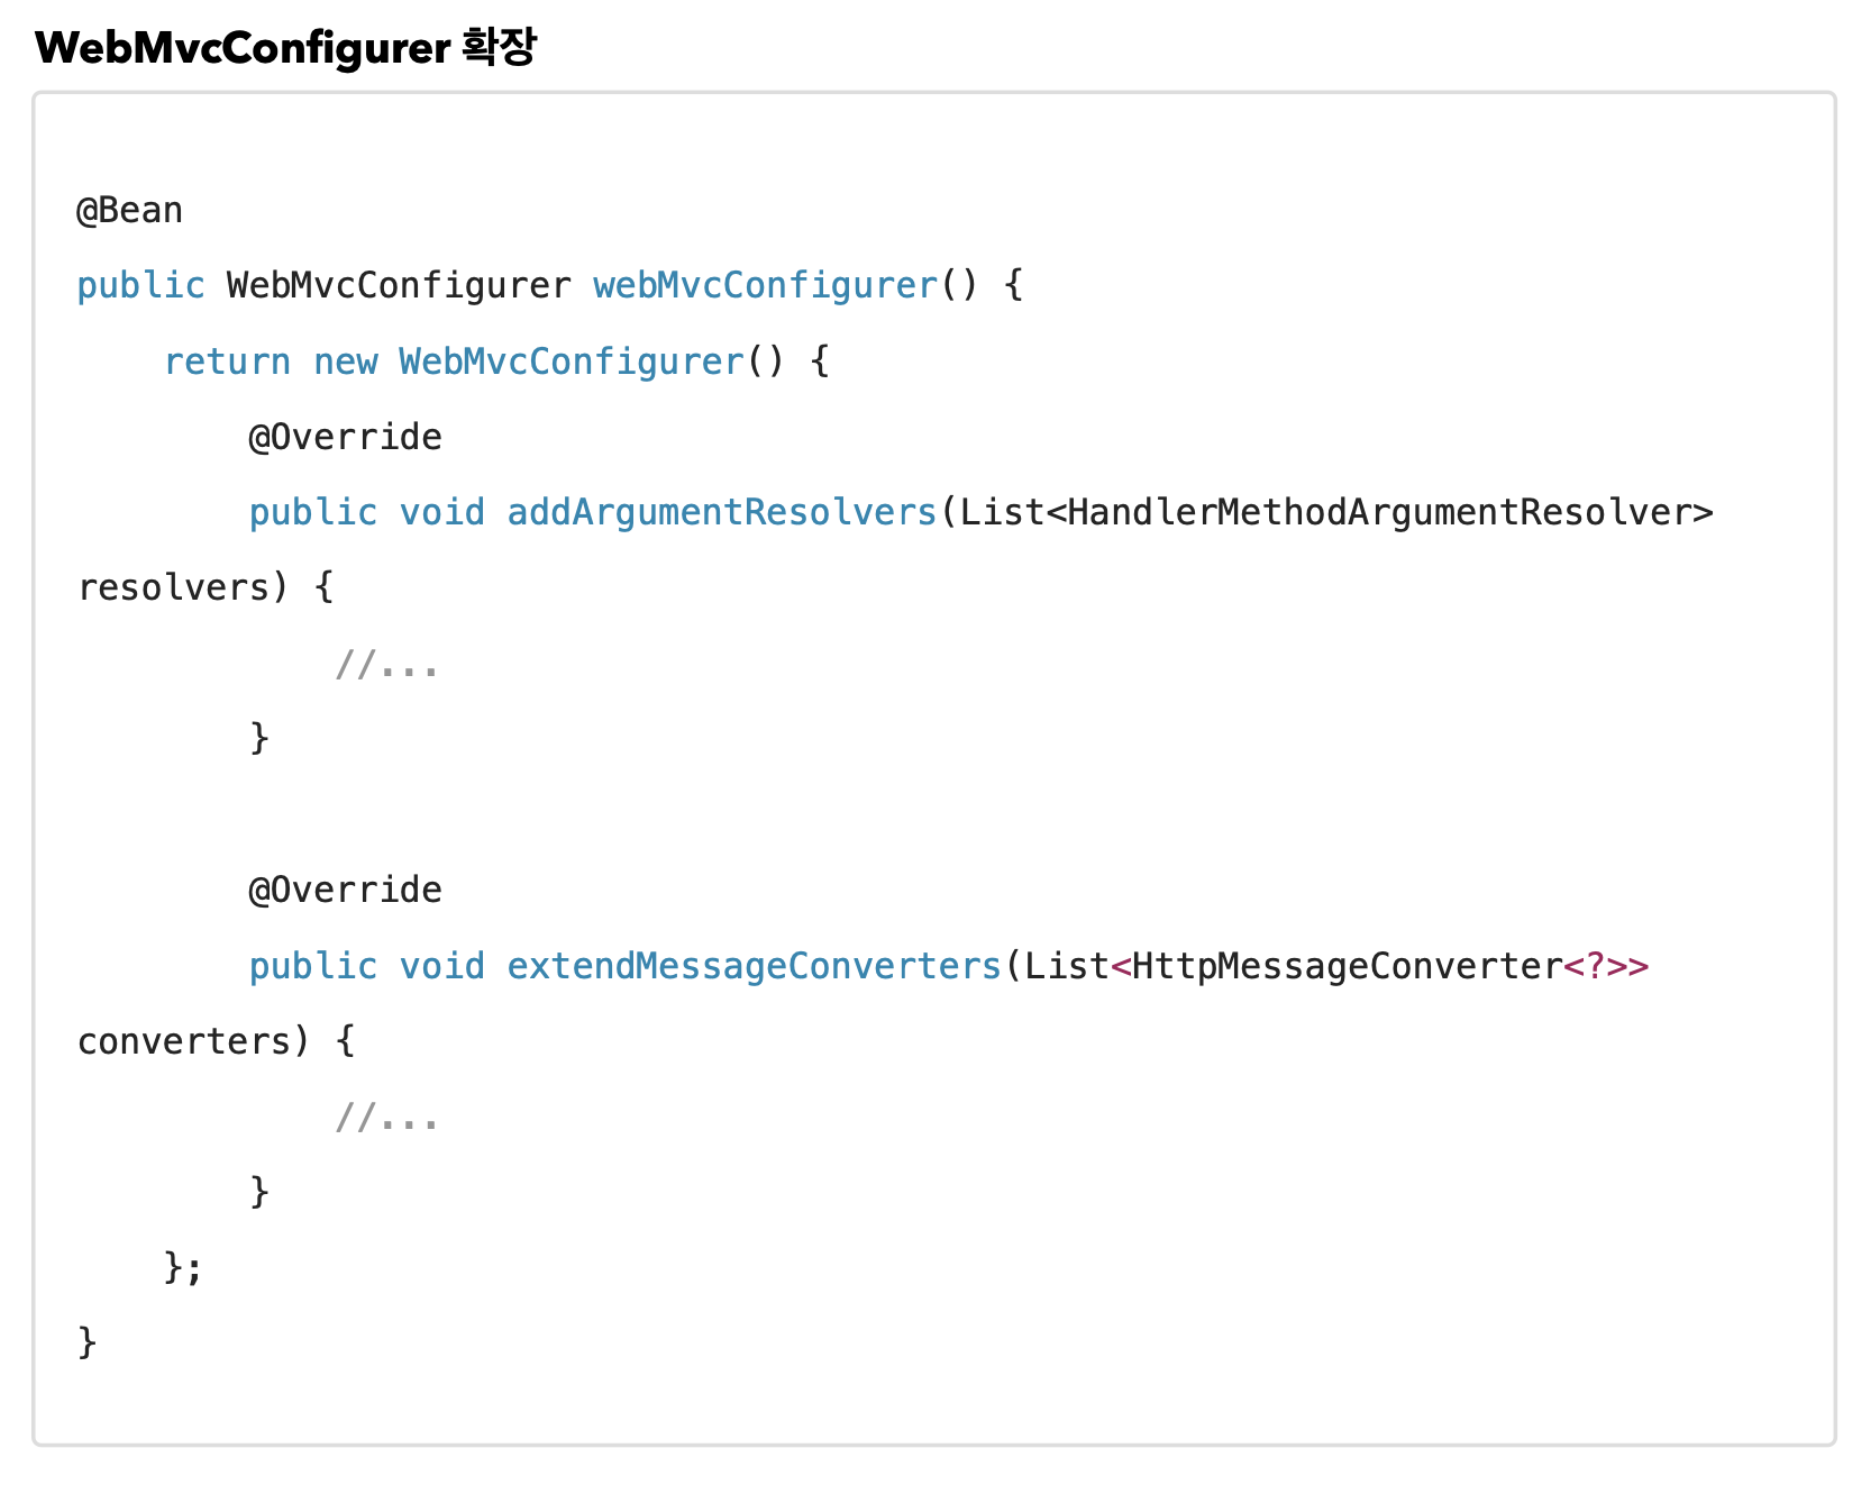 WebMvcConfigurer 확장
@Bean
public WebMvcConfigurer webMvcConfigurer() {
    return new WebMvcConfigurer() {
        @Override
        public void addArgumentResolvers(List<HandlerMethodArgumentResolver>
resolvers) {
            //...
        }
        @Override
        public void extendMessageConverters(List<HttpMessageConverter<?>>
converters) {
            //...
        }
    };
}